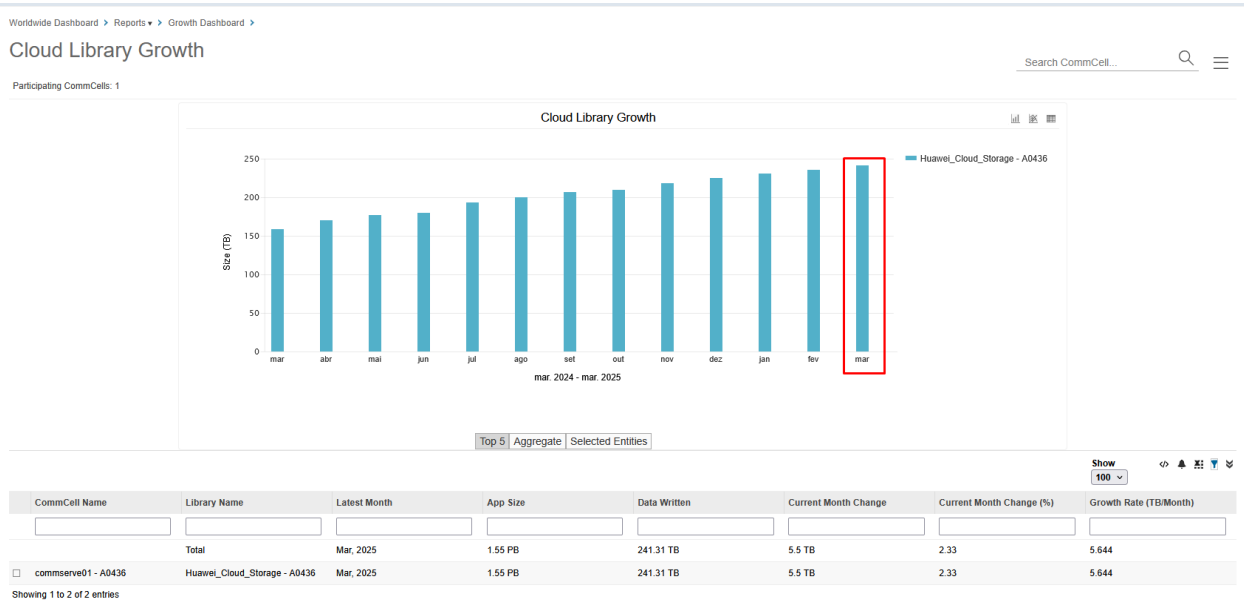 Worldwide Dashboard > Reports ▾ > Growth Dashboard >
Cloud Library Growth
Search CommCell...
Participating CommCells: 1
Cloud Library Growth
Huawei_Cloud_Storage - A0436
250
200
150
100
50
0
Size (TB)
mar abr mai jun jul ago set out nov dez jan fev mar
mar. 2024 - mar. 2025
Top 5 Aggregate Selected Entities
Show
100
CommCell Name Library Name Latest Month App Size Data Written Current Month Change Current Month Change (%) Growth Rate (TB/Month)
Total Mar, 2025 1.55 PB 241.31 TB 5.5 TB 2.33 5.644
commserve01 - A0436 Huawei_Cloud_Storage - A0436 Mar, 2025 1.55 PB 241.31 TB 5.5 TB 2.33 5.644
Showing 1 to 2 of 2 entries